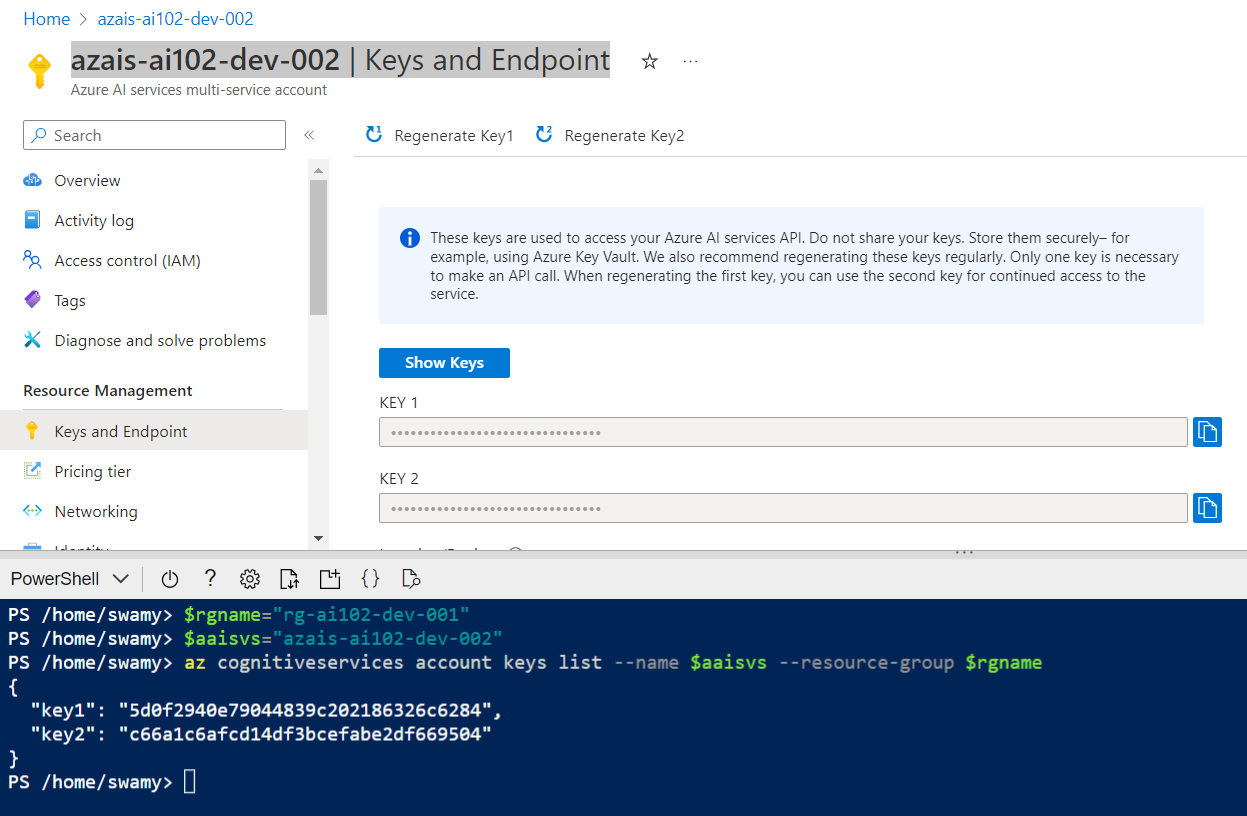 Home > azais-ai102-dev-002
azais-ai102-dev-002 | Keys and Endpoint
Azure AI services multi-service account
Search
Regenerate Key1
Regenerate Key2
Overview
Activity log
Access control (IAM)
Tags
Diagnose and solve problems
Resource Management
Keys and Endpoint
Pricing tier
Networking
Identity
These keys are used to access your Azure AI services API. Do not share your keys. Store them securely– for
example, using Azure Key Vault. We also recommend regenerating these keys regularly. Only one key is necessary
to make an API call. When regenerating the first key, you can use the second key for continued access to the
service.
Show Keys
KEY 1
KEY 2
PowerShell
PS /home/swamy> $rgname="rg-ai102-dev-001"
PS /home/swamy> $aaisvs="azais-ai102-dev-002"
PS /home/swamy> az cognitiveservices account keys list --name $aaisvs --resource-group $rgname
{
"key1": "5d0f2940e79044839c202186326c6284",
"key2": "c66a1c6afcd14df3bcefabe2df669504"
}
PS /home/swamy>